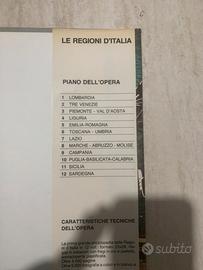 LE REGIONI D'ITALIA
PIANO DELL'OPERA
1 LOMBARDIA
2 TRE VENEZIE
3 PIEMONTE - VAL D'AOSTA
4 LIGURIA
5 EMILIA-ROMAGNA
6 TOSCANA - UMBRIA
7 LAZIO
8 MARCHE - ABRUZZO - MOLISE
9 CAMPANIA
10 PUGLIA-BASILICATA-CALABRIA
11 SICILIA
12 SARDEGNA
CARATTERISTICHE TECNICHE
DELL'OPERA
subito